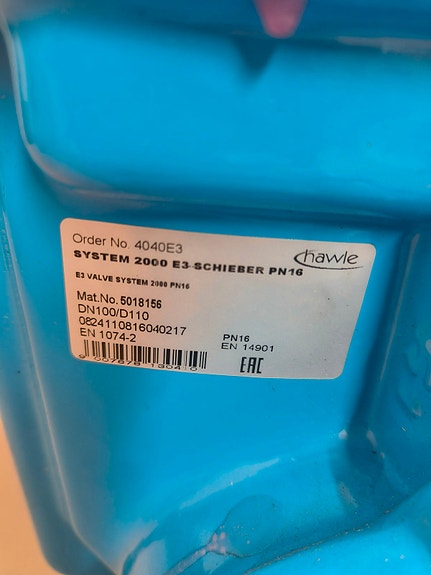 Order No. 4040E3
hawle
SYSTEM 2000 E3-SCHIEBER PN16
E3 VALVE SYSTEM 2000 PN16
Mat.No. 5018156
DN100/D110
0824110816040217
PN16
EN 1074-2
EN 14901
EAC